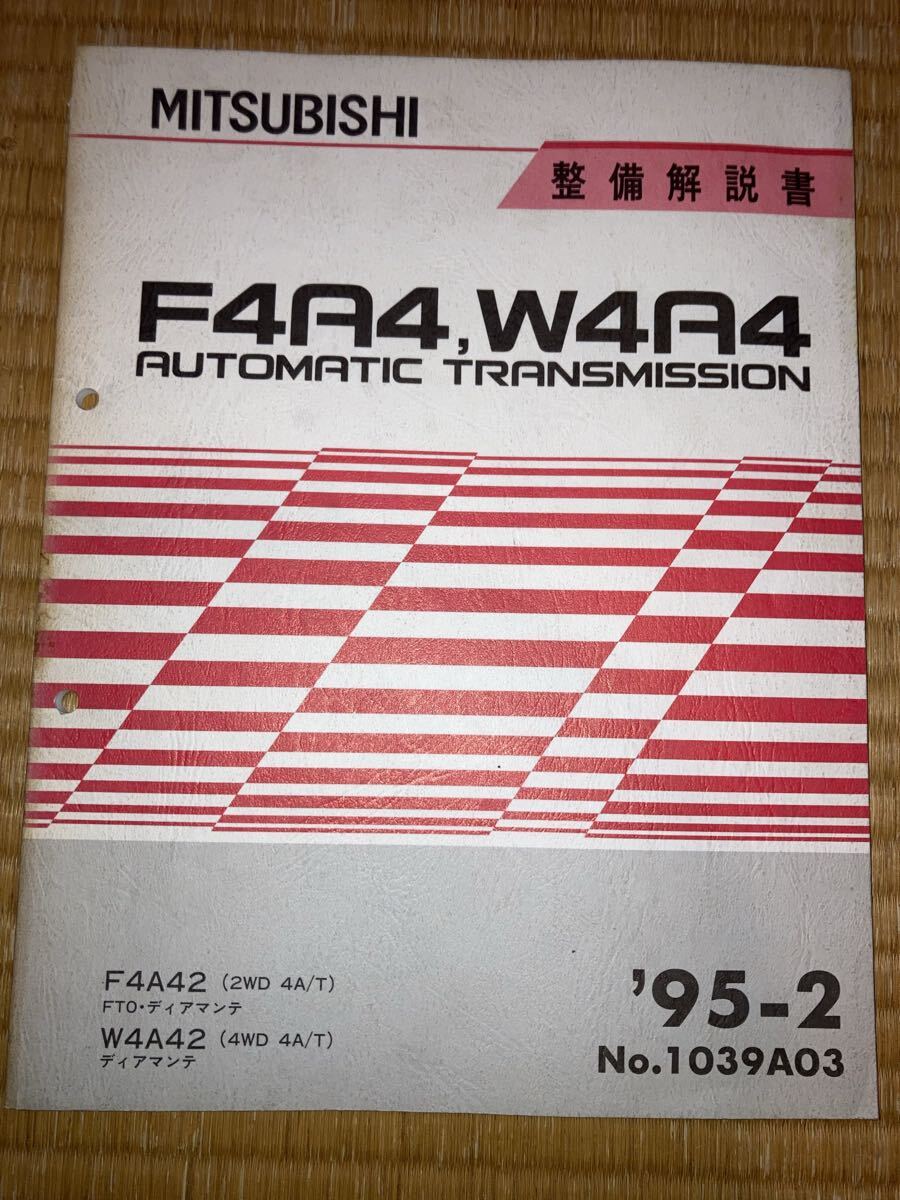 MITSUBISHI
整備解説書
F4A4,W4A4
AUTOMATIC TRANSMISSION
F4A42 (2WD 4A/T)
FTO・ディアマンテ
W4A42 (4WD 4A/T)
ディアマンテ
'95-2
No.1039A03